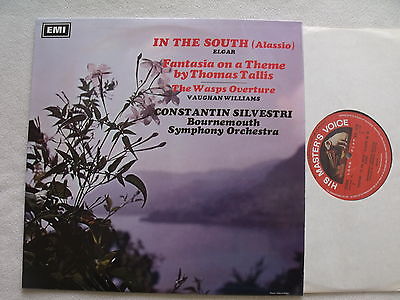 EMI
IN THE SOUTH (Alassio)
ELGAR
Fantasia on a Theme
by Thomas Tallis
The Wasps Overture
VAUGHAN WILLIAMS
CONSTANTIN SILVESTRI
Bournemouth
Symphony Orchestra
HIS MASTER'S VOICE